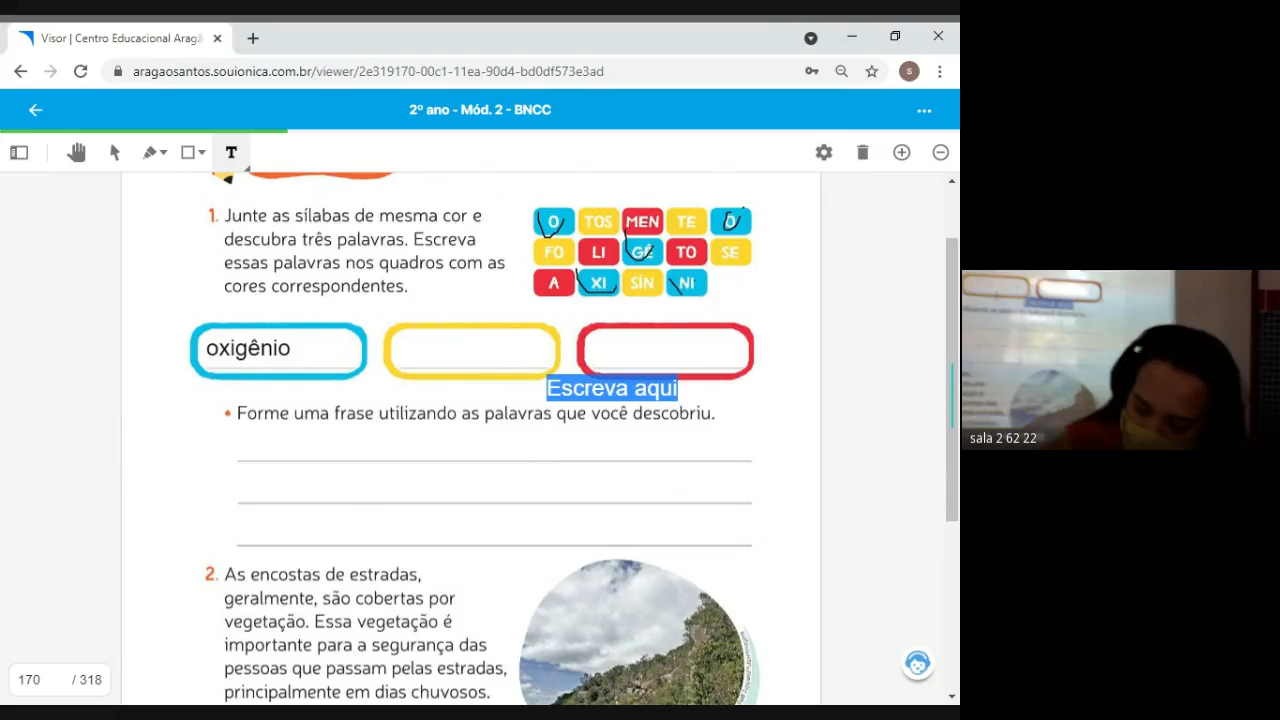 Visor | Centro Educacional Aragã
aragaosantos.souionica.com.br/viewer/2e319170-00c1-11ea-90d4-bd0df573e3ad
S
2º ano - Mód. 2 - BNCC
T
1. Junte as sílabas de mesma cor e
descubra três palavras. Escreva
essas palavras nos quadros com as
cores correspondentes.
O TOS MEN TE O
FO LI GÊ TO SE
A XI SÍN NI
oxigênio
Escreva aqui
• Forme uma frase utilizando as palavras que você descobriu.
2. As encostas de estradas,
geralmente, são cobertas por
vegetação. Essa vegetação é
importante para a segurança das
pessoas que passam pelas estradas,
principalmente em dias chuvosos.
170 / 318
sala 2 62 22